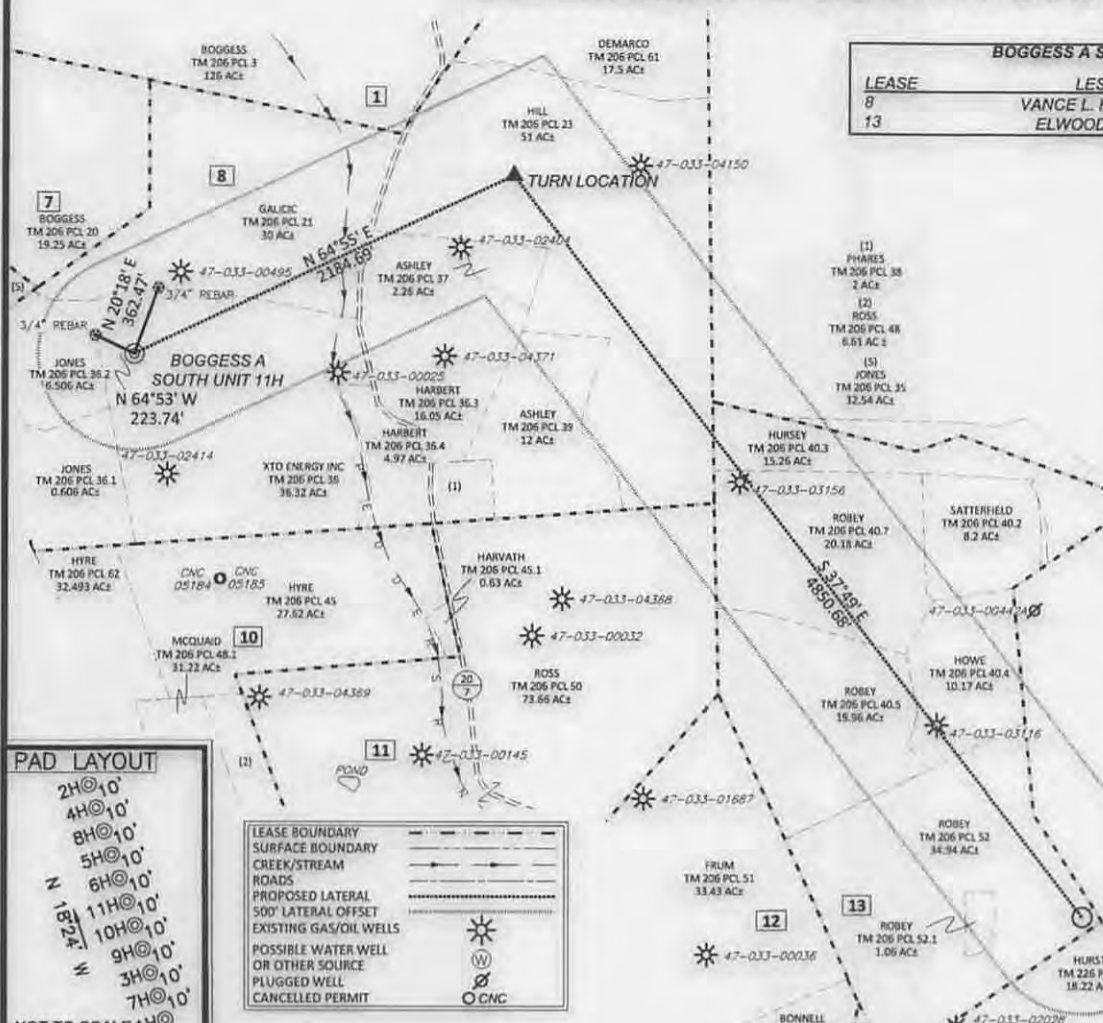 BOGGESS
TM 206 PCL 3
126 AC±
DEMARCO
TM 206 PCL 61
17.5 AC±
BOGGESS A S
LEASE LES
8 VANCE L. H
13 ELWOOD
1
HILL
TM 206 PCL 23
51 AC±
47-033-04150
TURN LOCATION
8
7
BOGGESS
TM 206 PCL 20
19.25 AC±
GALICIC
TM 206 PCL 21
30 AC±
N 64°55' E
2184.69'
47-033-02404
ASHLEY
TM 206 PCL 37
2.26 AC±
(5)
47-033-00495
3/4" REBAR
N 20°18' E
362.47'
3/4" REBAR
(1)
PHARES
TM 206 PCL 38
2 AC±
(2)
ROSS
TM 206 PCL 48
6.61 AC ±
(5)
JONES
TM 206 PCL 35
32.54 AC±
JONES
TM 206 PCL 36.2
6.506 AC±
BOGGESS A
SOUTH UNIT 11H
N 64°53' W
223.74'
47-033-00025
47-033-04371
HARBERT
TM 206 PCL 36.3
16.05 AC±
ASHLEY
TM 206 PCL 39
12 AC±
HARBERT
TM 206 PCL 36.4
4.97 AC±
47-033-02414
JONES
TM 206 PCL 36.1
0.606 AC±
XTO ENERGY INC
TM 206 PCL 36
36.32 AC±
(1)
HURSEY
TM 206 PCL 40.3
15.26 AC±
47-033-03156
ROBEY
TM 206 PCL 40.7
20.18 AC±
SATTERFIELD
TM 206 PCL 40.2
8.2 AC±
S 37°49' E
4850.68'
HYRE
TM 206 PCL 62
32.493 AC±
CNC
05184
CNC
05185
HYRE
TM 206 PCL 45
27.62 AC±
HARVATH
TM 206 PCL 45.1
0.63 AC±
47-033-04368
47-033-00032
47-033-00442A
MCQUAID
TM 206 PCL 48.1
31.22 AC±
10
47-033-04369
20
7
ROSS
TM 206 PCL 50
73.66 AC±
HOWE
TM 206 PCL 40.4
10.17 AC±
ROBEY
TM 206 PCL 40.5
47-033-03116
(2)
11
47-033-00145
POND
47-033-01687
PAD LAYOUT
2H 10'
4H 10'
8H 10'
5H 10'
6H 10'
11H 10'
10H 10'
9H 10'
3H 10'
7H 10'
N 18°24' W
LEASE BOUNDARY
SURFACE BOUNDARY
CREEK/STREAM
ROADS
PROPOSED LATERAL
500' LATERAL OFFSET
EXISTING GAS/OIL WELLS
POSSIBLE WATER WELL
OR OTHER SOURCE W
PLUGGED WELL
CANCELLED PERMIT CNC
ROBEY
TM 206 PCL 52
34.94 AC±
FRUM
TM 206 PCL 51
33.43 AC±
12
13
ROBEY
TM 206 PCL 52.1
1.06 AC±
47-033-00036
HURST
TM 226 P
18.22 A
BONNELL
47-033-02028